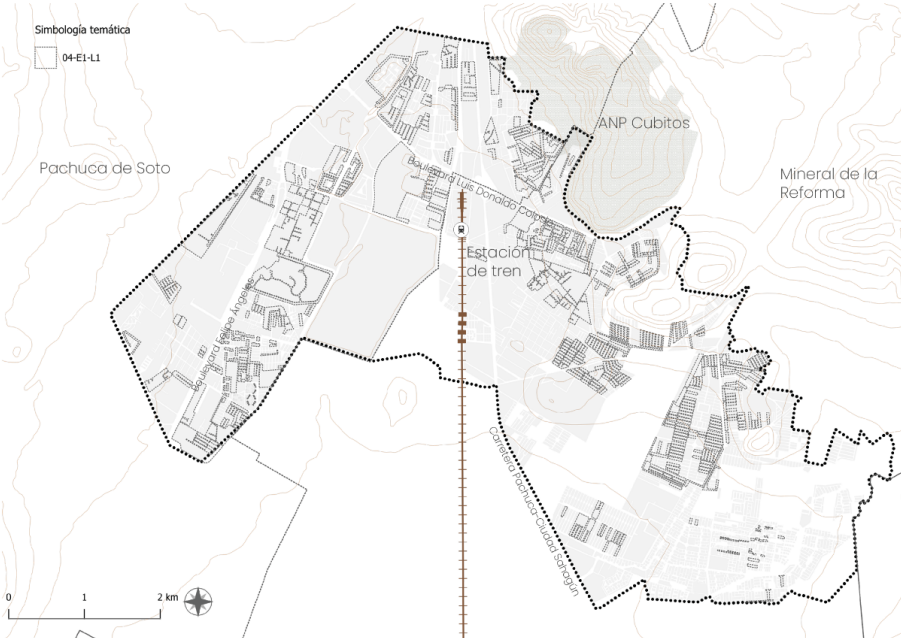 Simbología temática
04-E1-L1
ANP Cubitos
Pachuca de Soto
Boulevard Luis Donaldo Colosio
Mineral de la
Reforma
Estación
de tren
Boulevard Felipe Ángeles
Carretera Pachuca-Ciudad Sahagún
0 1 2 km